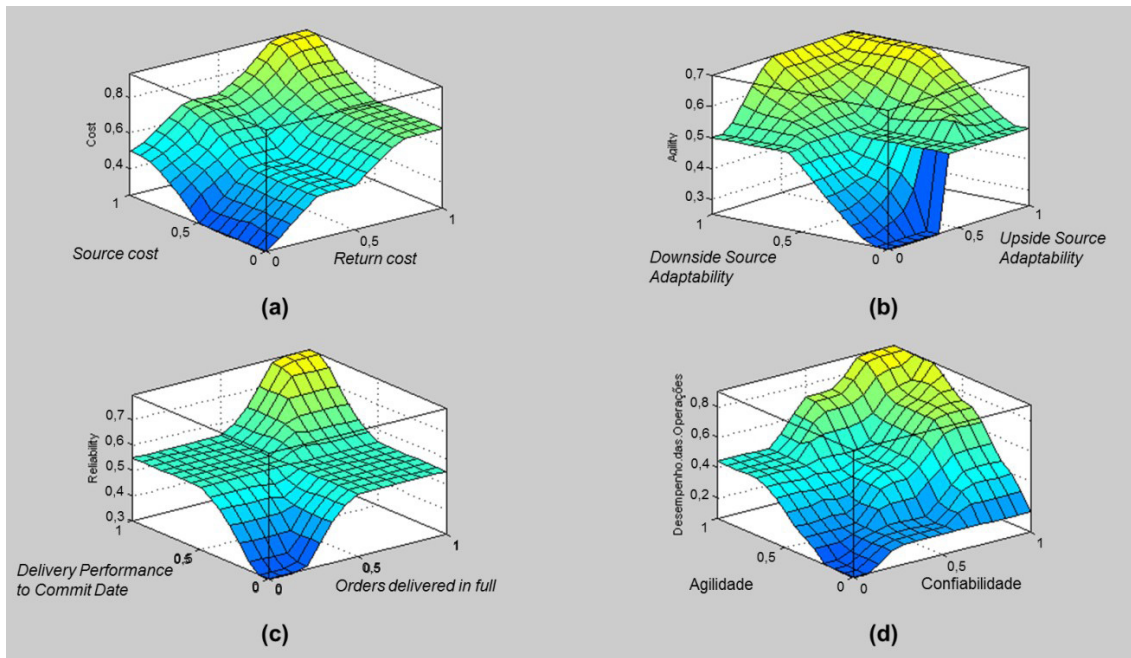 0,8
0,6
0,4
Cost
1
0,5
0
0
0,5
1
Source cost
Return cost
(a)
0,7
0,6
0,5
0,4
0,3
Agility
1
0,5
0
0
0,5
1
Downside Source
Adaptability
Upside Source
Adaptability
(b)
0,7
0,6
0,5
0,4
0,3
Reliability
1
0,5
0
0
0,5
1
Delivery Performance
to Commit Date
Orders delivered in full
(c)
0,8
0,6
0,4
0,2
Desempenho.das.Operações
1
0,5
0
0
0,5
1
Agilidade
Confiabilidade
(d)